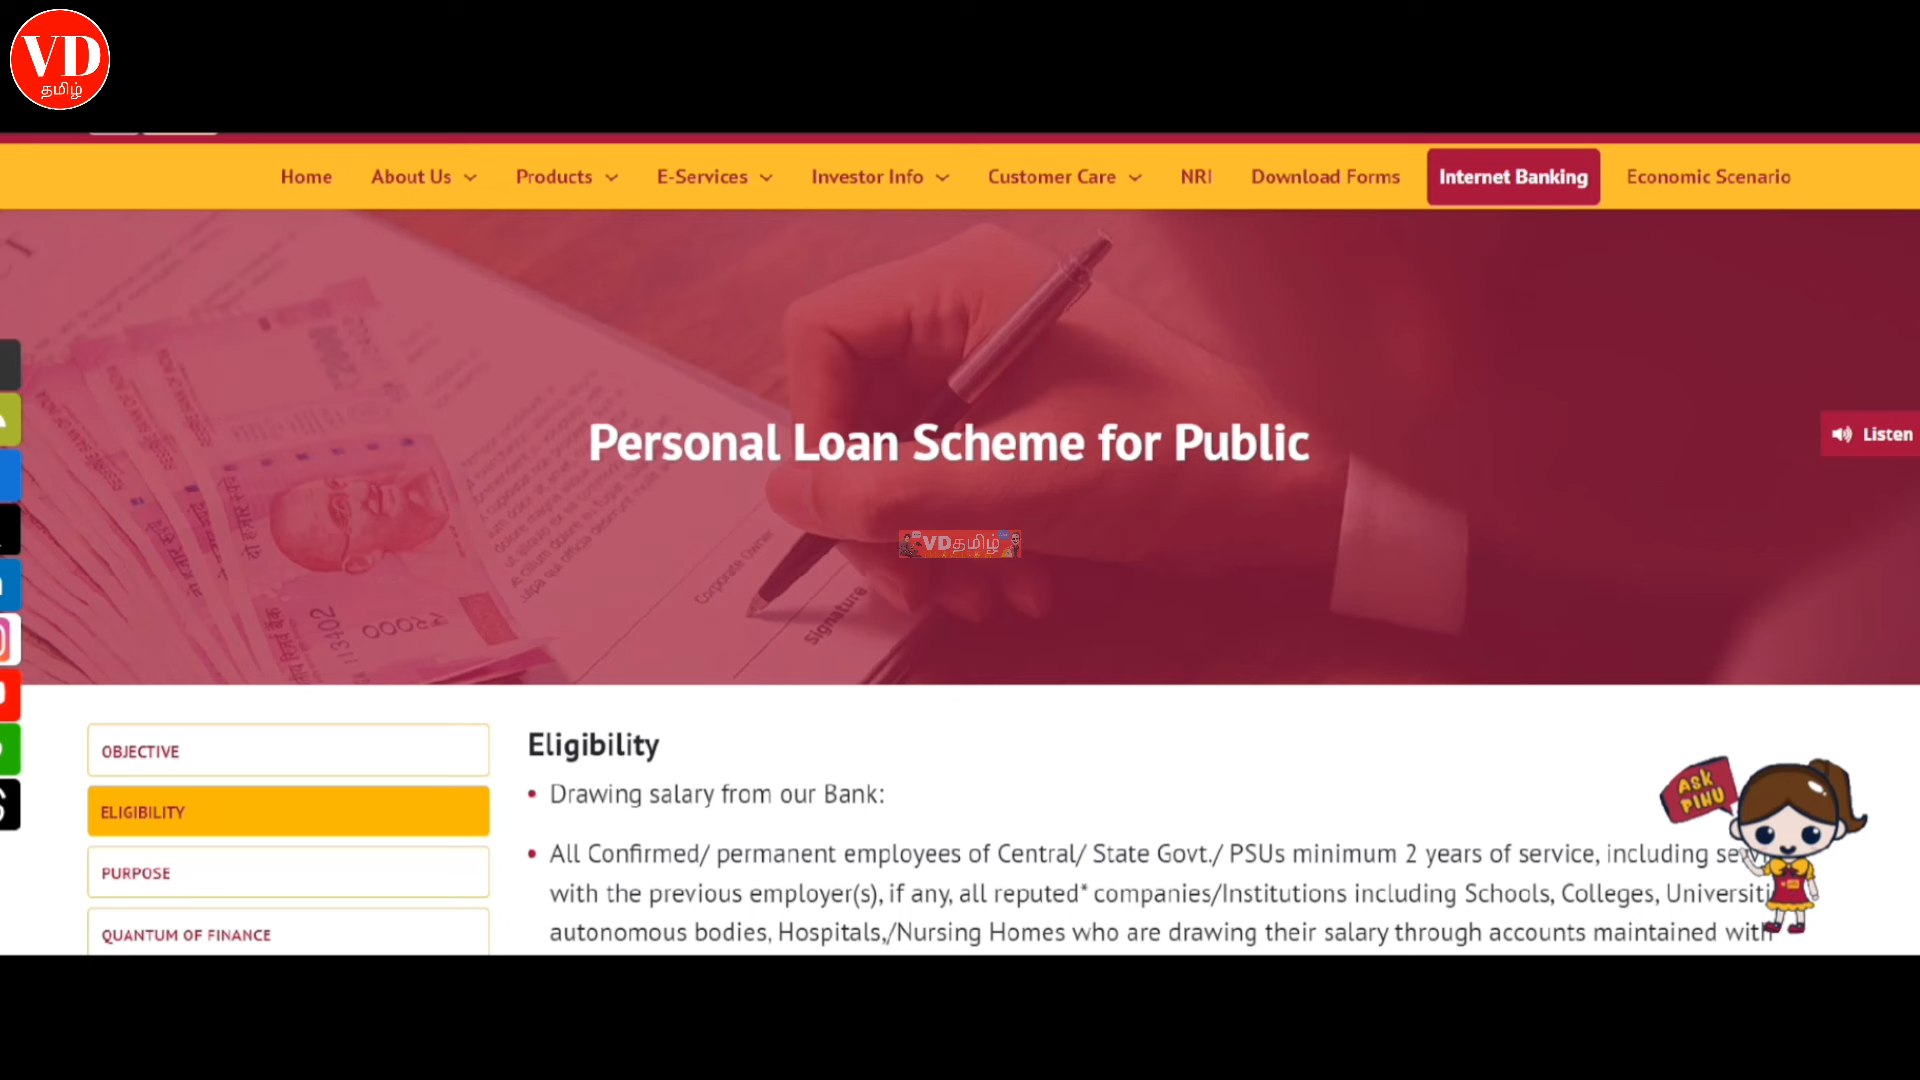 VD
தமிழ்
Home About Us Products E-Services Investor Info Customer Care NRI Download Forms Internet Banking Economic Scenario
Personal Loan Scheme for Public
Listen
VDதமிழ்
Corporate Owner
Signature
OBJECTIVE
ELIGIBILITY
PURPOSE
QUANTUM OF FINANCE
Eligibility
• Drawing salary from our Bank:
• All Confirmed/ permanent employees of Central/ State Govt./ PSUs minimum 2 years of service, including
with the previous employer(s), if any, all reputed* companies/Institutions including Schools, Colleges,
autonomous bodies, Hospitals,/Nursing Homes who are drawing their salary through accounts maintained with
ASK
PIHU